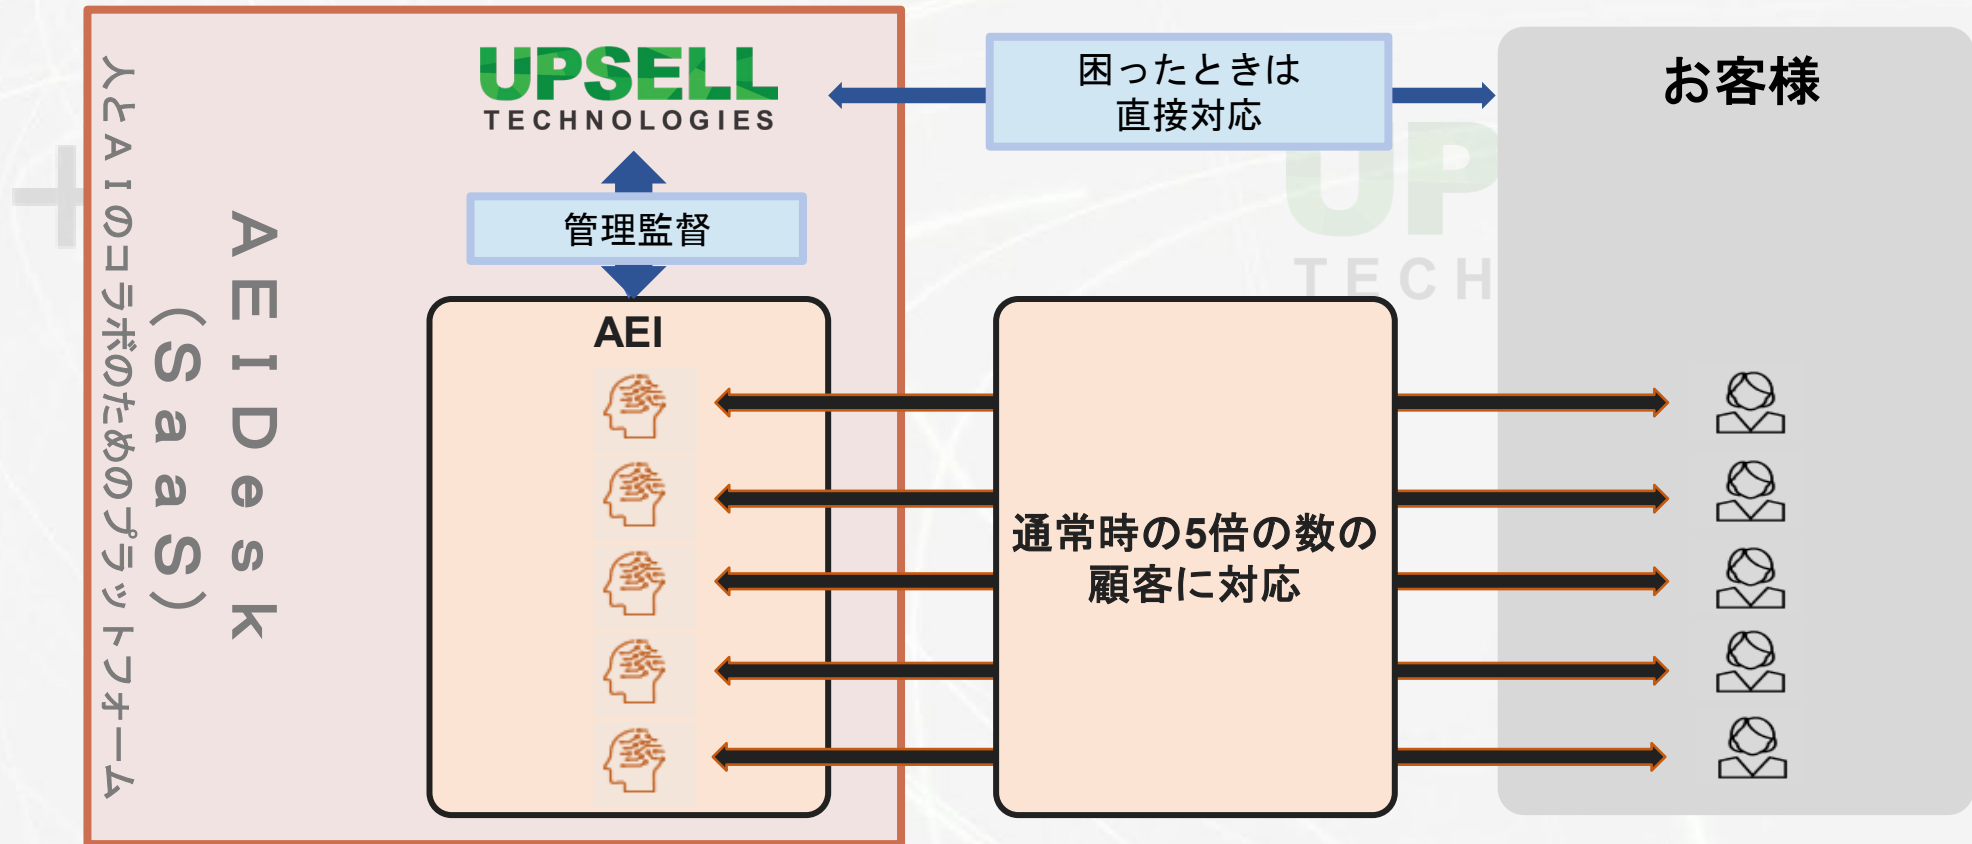 人とＡＩのコラボのためのプラットフォーム
ＡＥＩＤｅｓｋ
（ＳａａＳ）
UPSELL
TECHNOLOGIES
管理監督
AEI
困ったときは
直接対応
通常時の5倍の数の
顧客に対応
お客様
UP
TECH